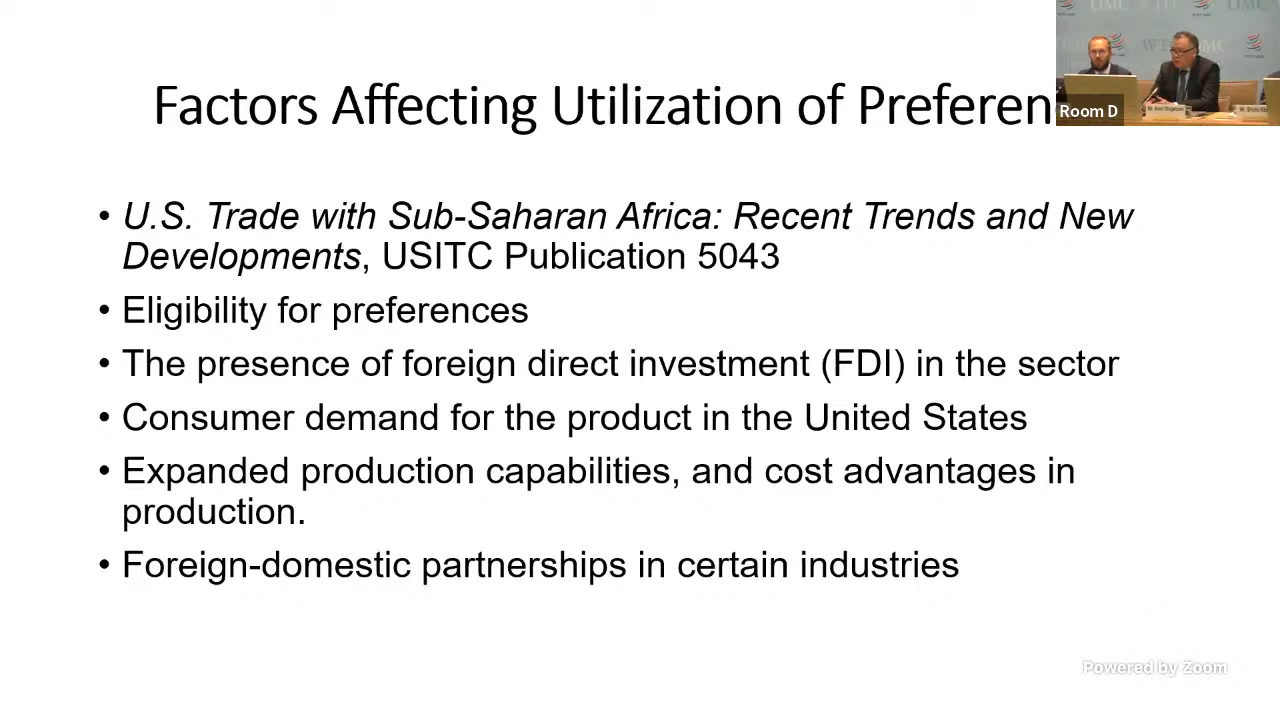 Factors Affecting Utilization of Preferen
Room D
• U.S. Trade with Sub-Saharan Africa: Recent Trends and New
Developments, USITC Publication 5043
• Eligibility for preferences
• The presence of foreign direct investment (FDI) in the sector
• Consumer demand for the product in the United States
• Expanded production capabilities, and cost advantages in
production.
• Foreign-domestic partnerships in certain industries
Powered by Zoom